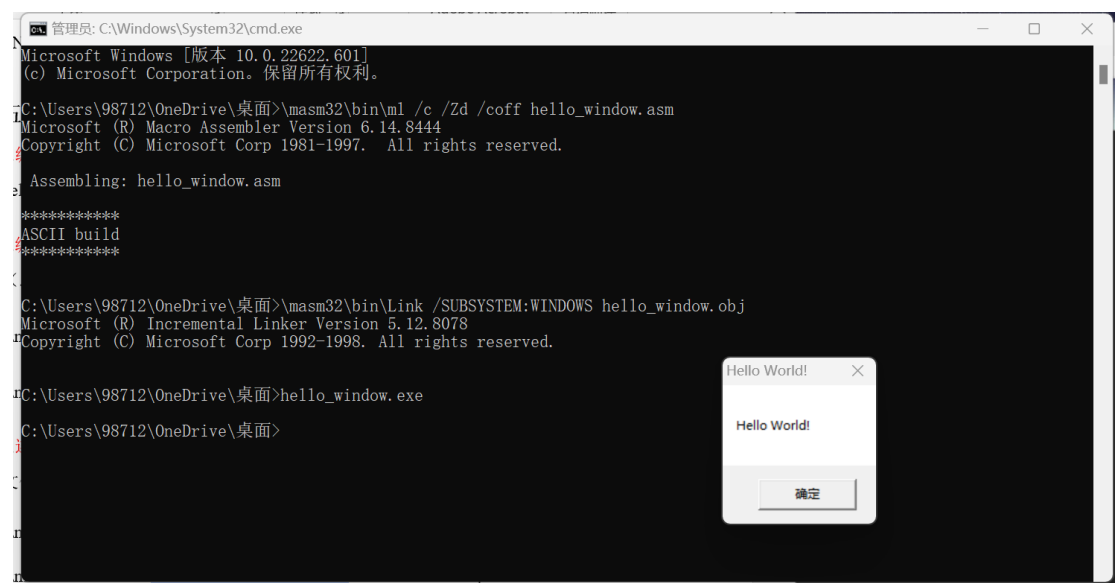 管理员: C:\Windows\System32\cmd.exe
Microsoft Windows [版本 10.0.22622.601]
(c) Microsoft Corporation。保留所有权利。
C:\Users\98712\OneDrive\桌面>\masm32\bin\ml /c /Zd /coff hello_window.asm
Microsoft (R) Macro Assembler Version 6.14.8444
Copyright (C) Microsoft Corp 1981-1997.  All rights reserved.
Assembling: hello_window.asm
***********
ASCII build
***********
C:\Users\98712\OneDrive\桌面>\masm32\bin\Link /SUBSYSTEM:WINDOWS hello_window.obj
Microsoft (R) Incremental Linker Version 5.12.8078
Copyright (C) Microsoft Corp 1992-1998. All rights reserved.
C:\Users\98712\OneDrive\桌面>hello_window.exe
C:\Users\98712\OneDrive\桌面>
Hello World!
Hello World!
确定